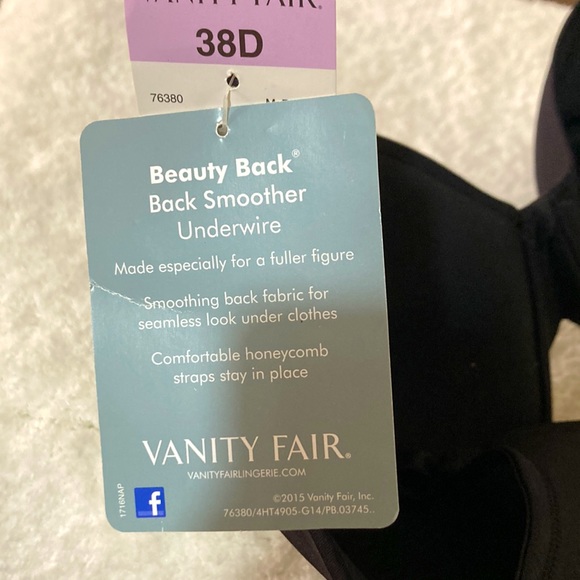 VANITY FAIR.
38D
76380
Beauty Back®
Back Smoother
Underwire
Made especially for a fuller figure
Smoothing back fabric for
seamless look under clothes
Comfortable honeycomb
straps stay in place
VANITY FAIR®
VANITYFAIRLINGERIE.COM
1716NAP
f
©2015 Vanity Fair, Inc.
76380/4HT4905-G14/PB.03745..